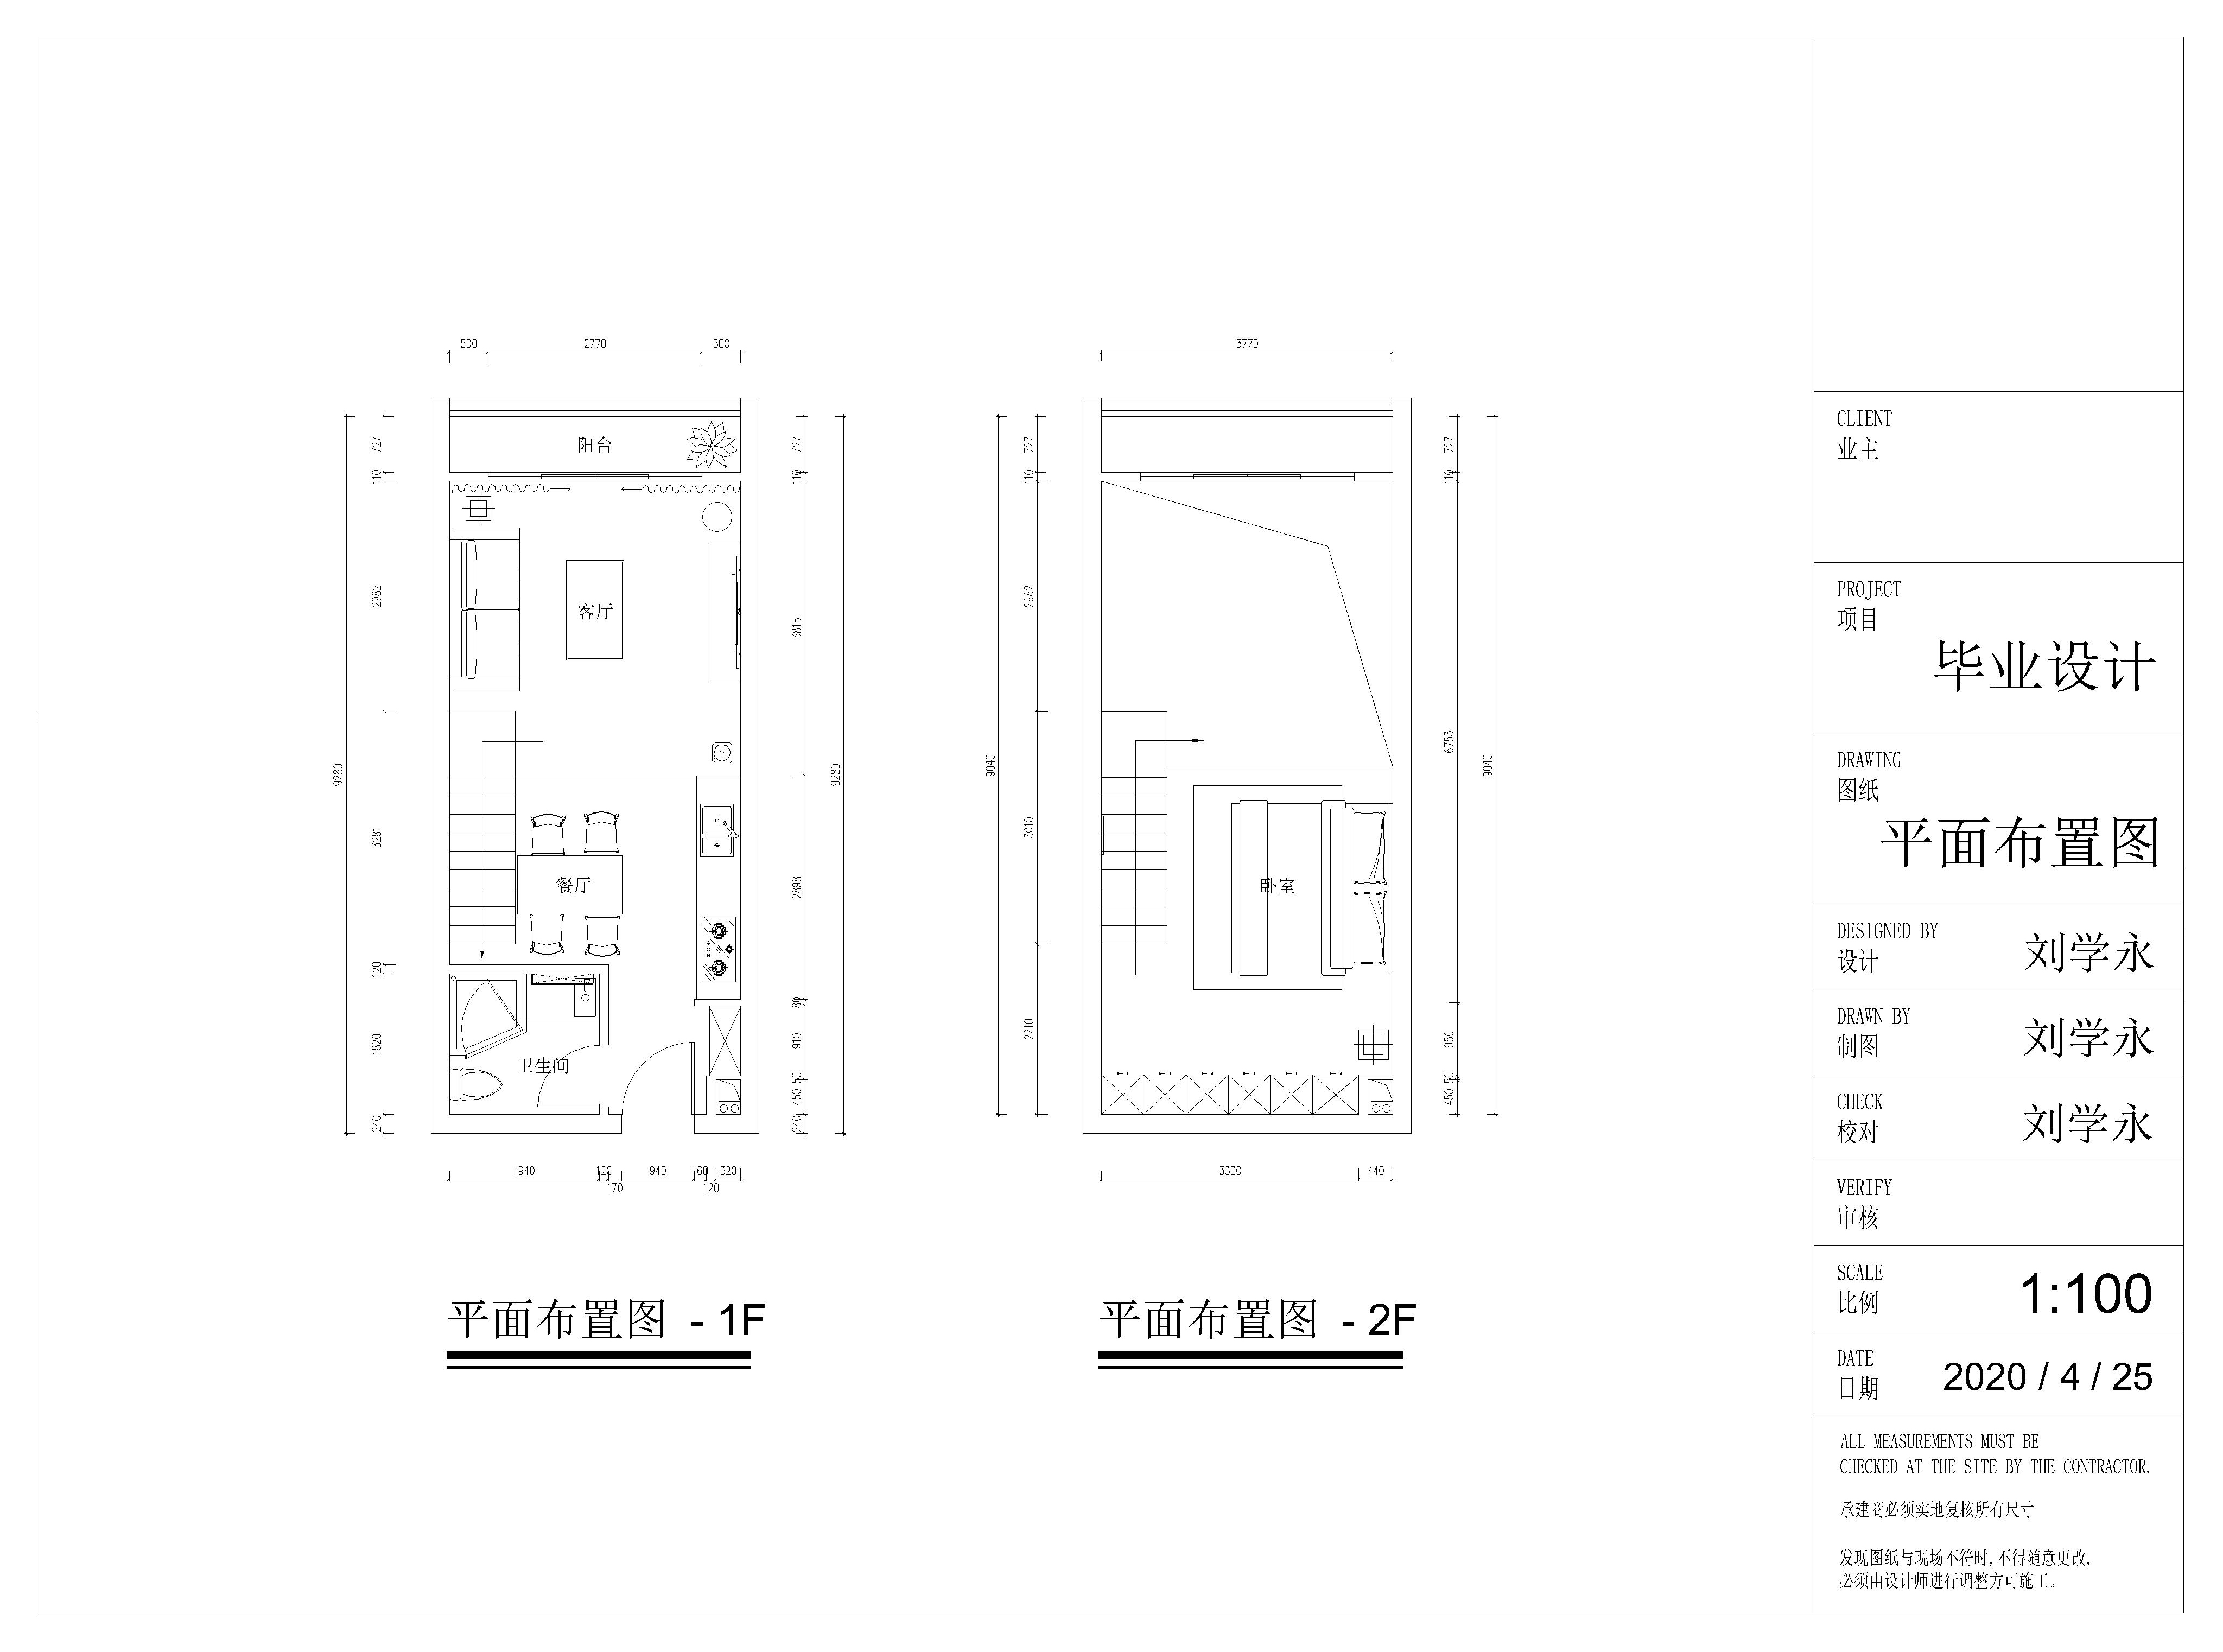 500
2770
500
727
110
2982
3281
120
1820
240
9280
727
110
3815
2898
80
910
50
450
240
9280
阳台
客厅
餐厅
卫生间
1940
120
170
940
160
120
320
平面布置图 - 1F
3770
727
110
2982
3010
2210
9040
727
110
6753
950
50
450
9040
卧室
3330
440
平面布置图 - 2F
CLIENT
业主
PROJECT
项目
毕业设计
DRAWING
图纸
平面布置图
DESIGNED BY
设计
刘学永
DRAWN BY
制图
刘学永
CHECK
校对
刘学永
VERIFY
审核
SCALE
比例
1:100
DATE
日期
2020 / 4 / 25
ALL MEASUREMENTS MUST BE
CHECKED AT THE SITE BY THE CONTRACTOR.
承建商必须实地复核所有尺寸
发现图纸与现场不符时,不得随意更改,
必须由设计师进行调整方可施工。